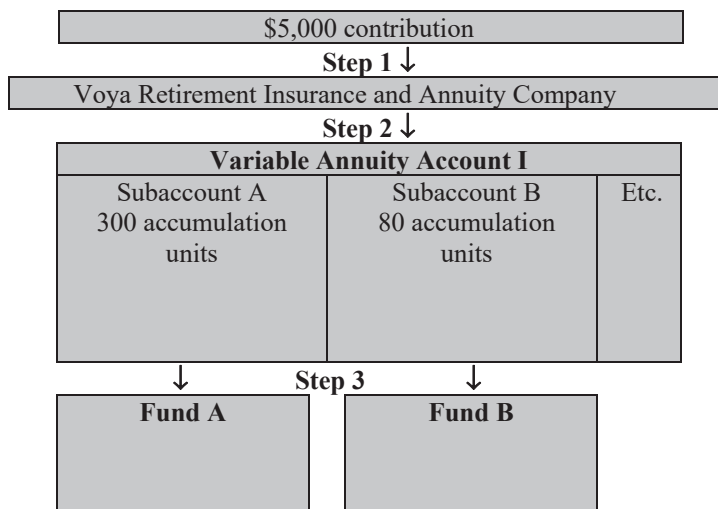 $5,000 contribution
Step 1 ↓
Voya Retirement Insurance and Annuity Company
Step 2 ↓
Variable Annuity Account I
Subaccount A
300 accumulation
units
Subaccount B
80 accumulation
units
Etc.
↓ Step 3 ↓
Fund A
Fund B